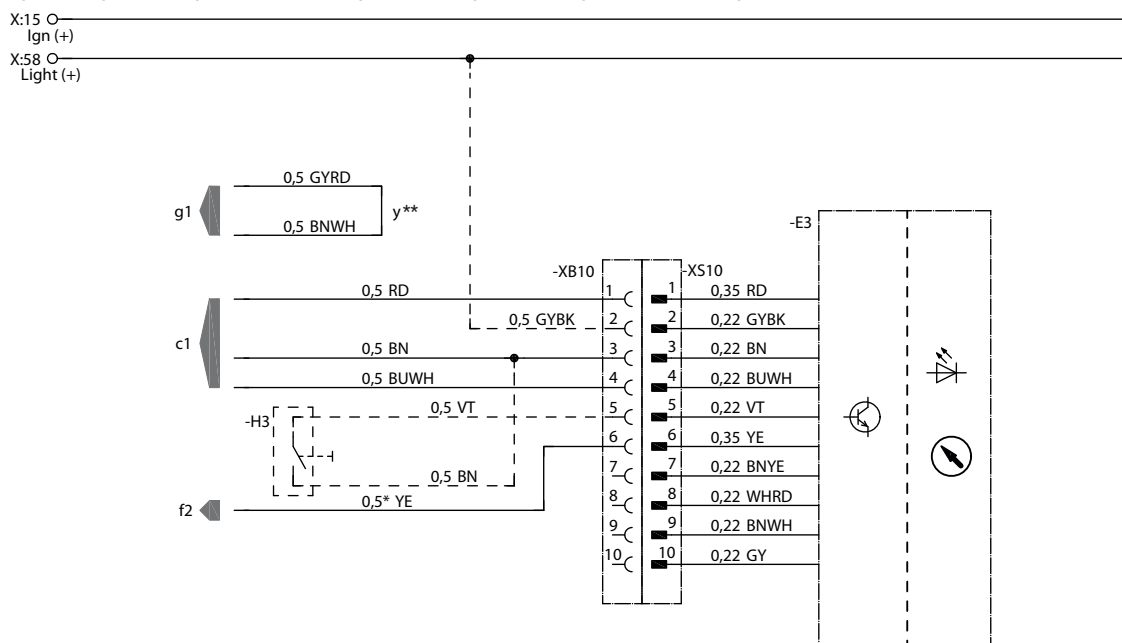 X:15
Ign (+)
X:58
Light (+)
0,5 GYRD
g1
y**
0,5 BNWH
-E3
-XB10
-XS10
0,5 RD
1
1
0,35 RD
0,5 GYBK
2
2
0,22 GYBK
c1
0,5 BN
3
3
0,22 BN
0,5 BUWH
4
4
0,22 BUWH
-H3
0,5 VT
5
5
0,22 VT
6
6
0,35 YE
0,5 BN
7
7
0,22 BNYE
f2
0,5* YE
8
8
0,22 WHRD
9
9
0,22 BNWH
10
10
0,22 GY